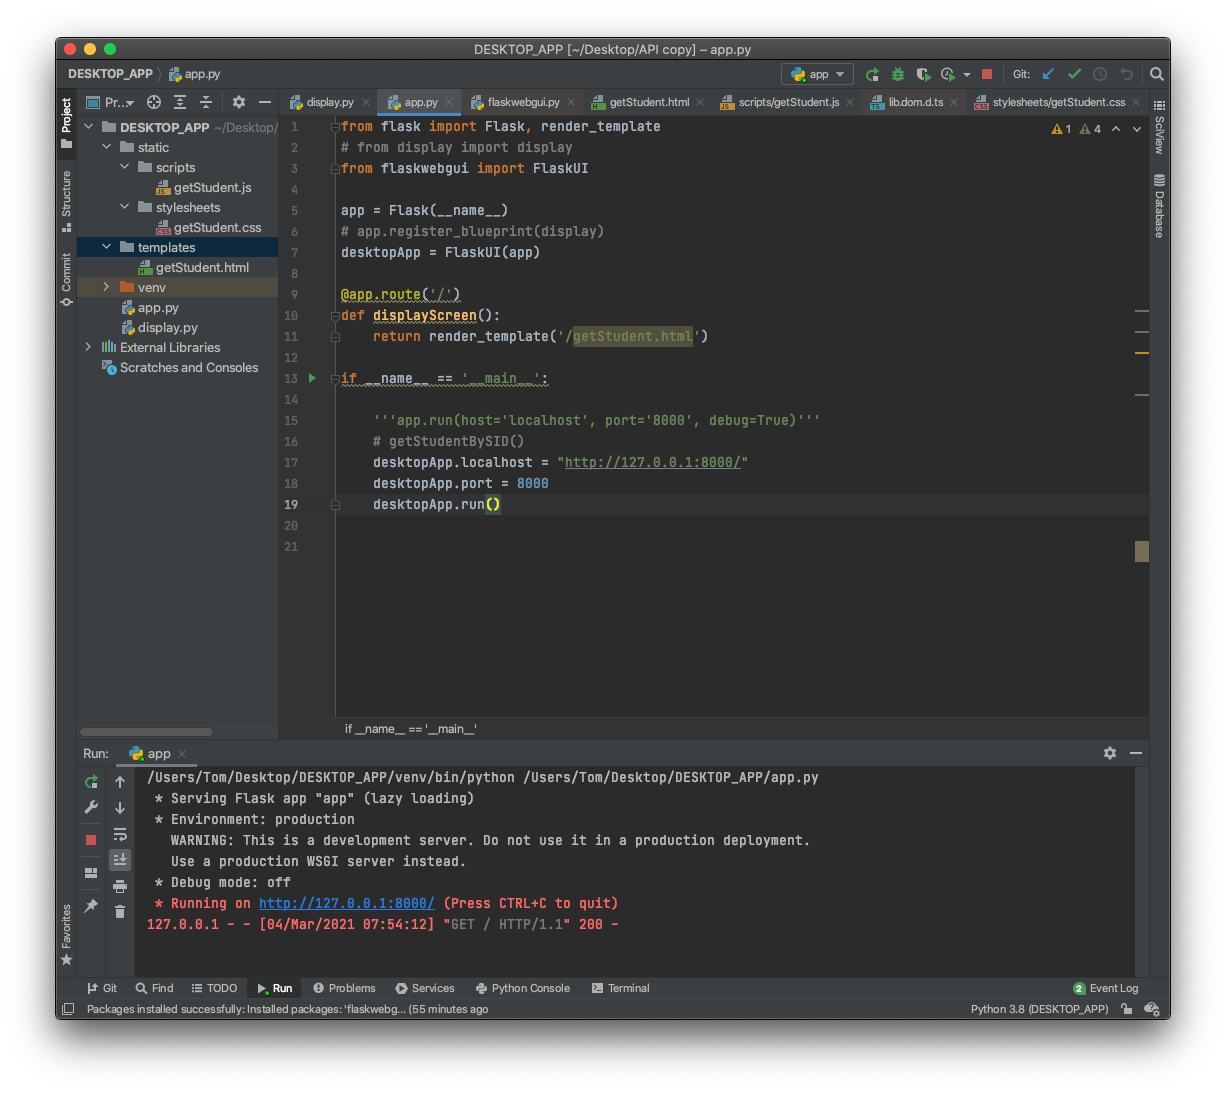 DESKTOP_APP [~/Desktop/API copy] – app.py
DESKTOP_APP app.py
app
Git:
Project
Structure
Commit
Favorites
Pr...
DESKTOP_APP ~/Desktop/
static
scripts
getStudent.js
stylesheets
getStudent.css
templates
getStudent.html
venv
app.py
display.py
External Libraries
Scratches and Consoles
display.py app.py flaskwebgui.py getStudent.html scripts/getStudent.js lib.dom.d.ts stylesheets/getStudent.css
1 4
1 from flask import Flask, render_template
2 # from display import display
3 from flaskwebgui import FlaskUI
4
5 app = Flask(__name__)
6 # app.register_blueprint(display)
7 desktopApp = FlaskUI(app)
8
9 @app.route('/')
10 def displayScreen():
11 return render_template('/getStudent.html')
12
13 if __name__ == '__main__':
14
15 '''app.run(host='localhost', port='8000', debug=True)'''
16 # getStudentBySID()
17 desktopApp.localhost = "http://127.0.0.1:8000/"
18 desktopApp.port = 8000
19 desktopApp.run()
20
21
if __name__ == '__main__'
SciView
Database
Run: app
/Users/Tom/Desktop/DESKTOP_APP/venv/bin/python /Users/Tom/Desktop/DESKTOP_APP/app.py
* Serving Flask app "app" (lazy loading)
* Environment: production
WARNING: This is a development server. Do not use it in a production deployment.
Use a production WSGI server instead.
* Debug mode: off
* Running on http://127.0.0.1:8000/ (Press CTRL+C to quit)
127.0.0.1 - - [04/Mar/2021 07:54:12] "GET / HTTP/1.1" 200 -
Git Find TODO Run Problems Services Python Console Terminal 2 Event Log
Packages installed successfully: Installed packages: 'flaskwebg... (55 minutes ago Python 3.8 (DESKTOP_APP)